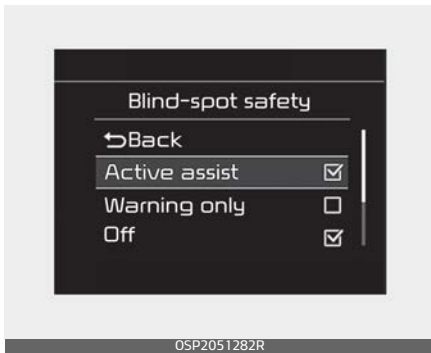 Blind-spot safety
Back
Active assist
Warning only
Off
OSP2051282R